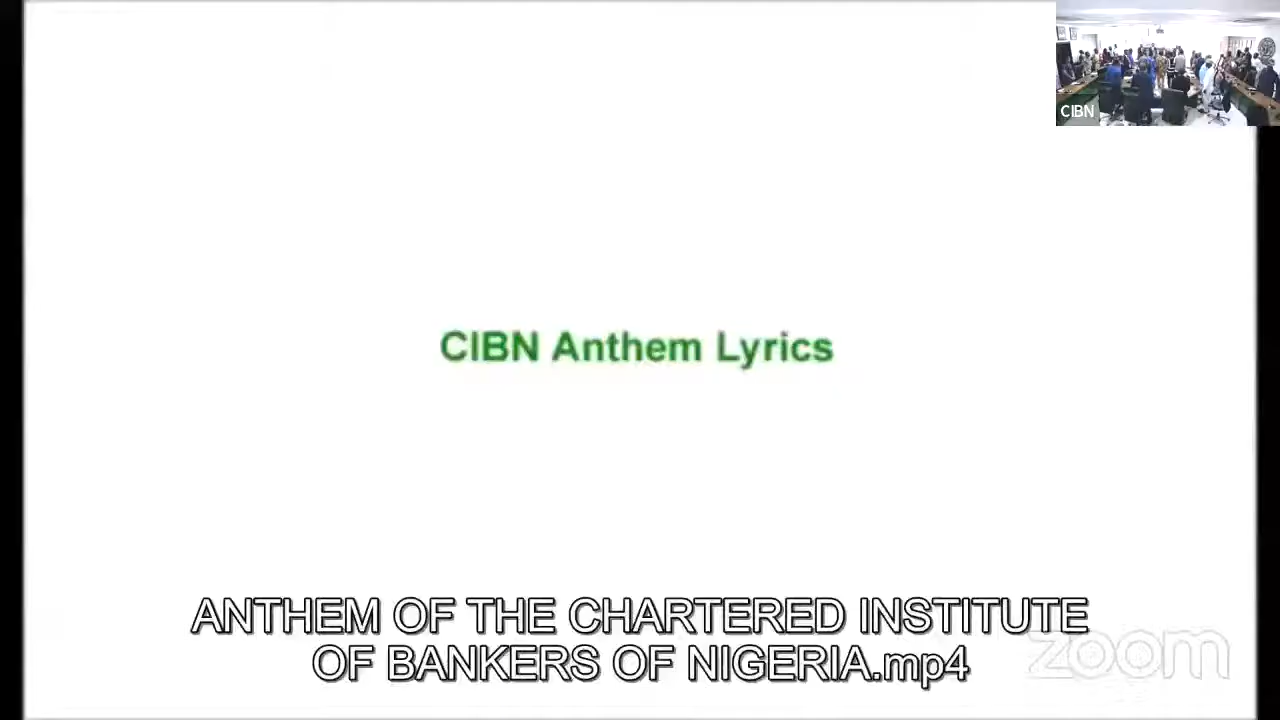 CIBN
CIBN Anthem Lyrics
ANTHEM OF THE CHARTERED INSTITUTE
OF BANKERS OF NIGERIA.mp4
zoom